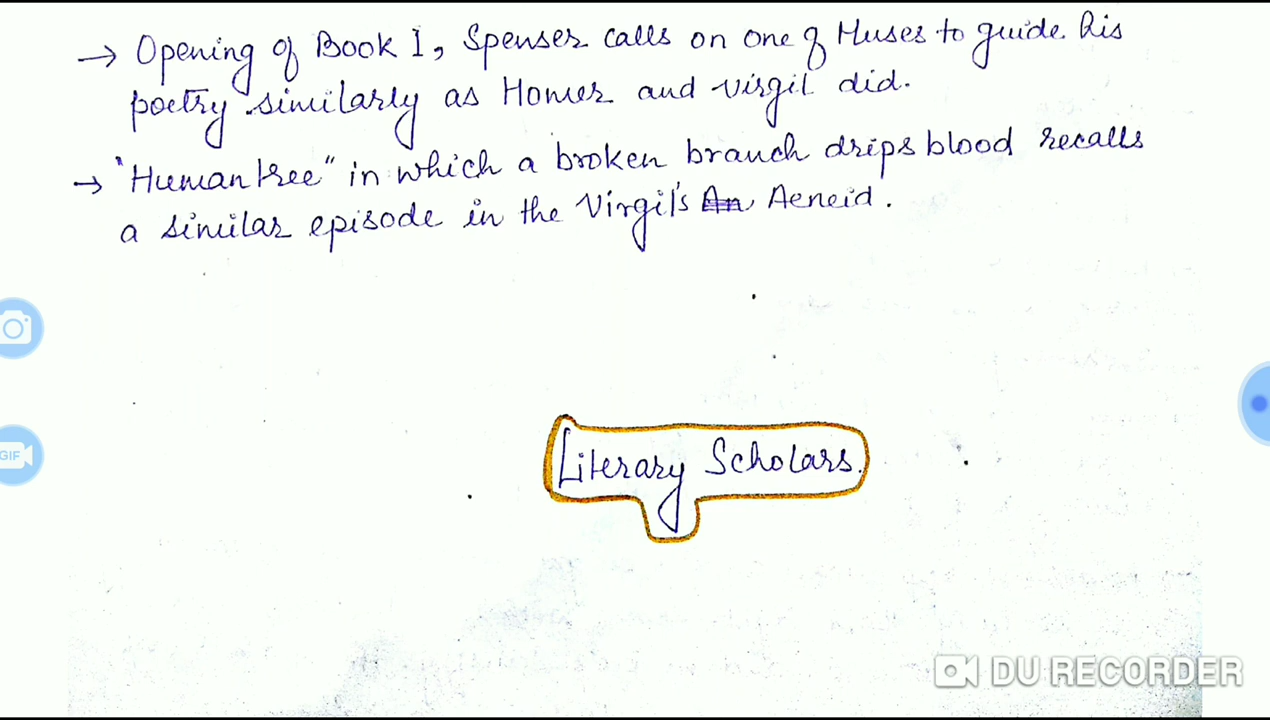 → Opening of Book I, Spenser calls on one of Muses to guide his
poetry similarly as Homer and Virgil did.
→ "Human tree" in which a broken branch drips blood recalls
a similar episode in the Virgil's An Aeneid.
Literary Scholars.
GIF
DU RECORDER